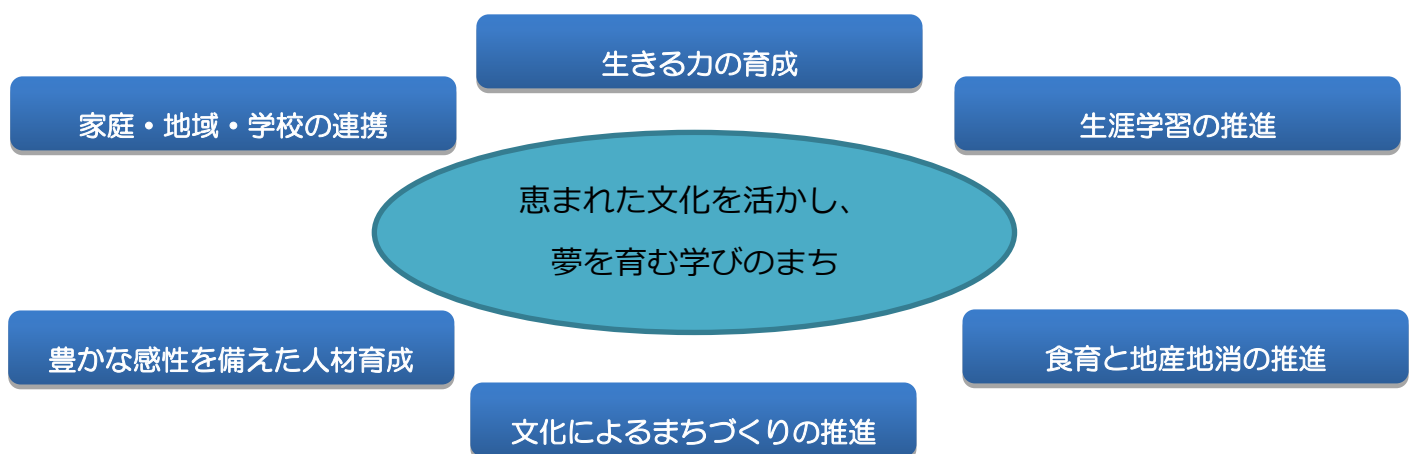 生きる力の育成
家庭・地域・学校の連携
生涯学習の推進
恵まれた文化を活かし、
夢を育む学びのまち
豊かな感性を備えた人材育成
食育と地産地消の推進
文化によるまちづくりの推進